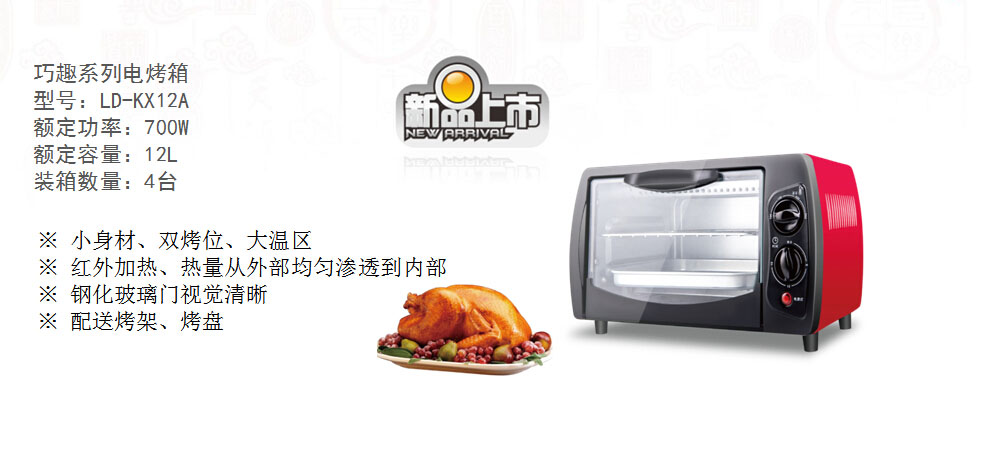 巧趣系列电烤箱
型号：LD-KX12A
额定功率：700W
额定容量：12L
装箱数量：4台
新品上市
NEW ARRIVAL
※ 小身材、双烤位、大温区
※ 红外加热、热量从外部均匀渗透到内部
※ 钢化玻璃门视觉清晰
※ 配送烤架、烤盘